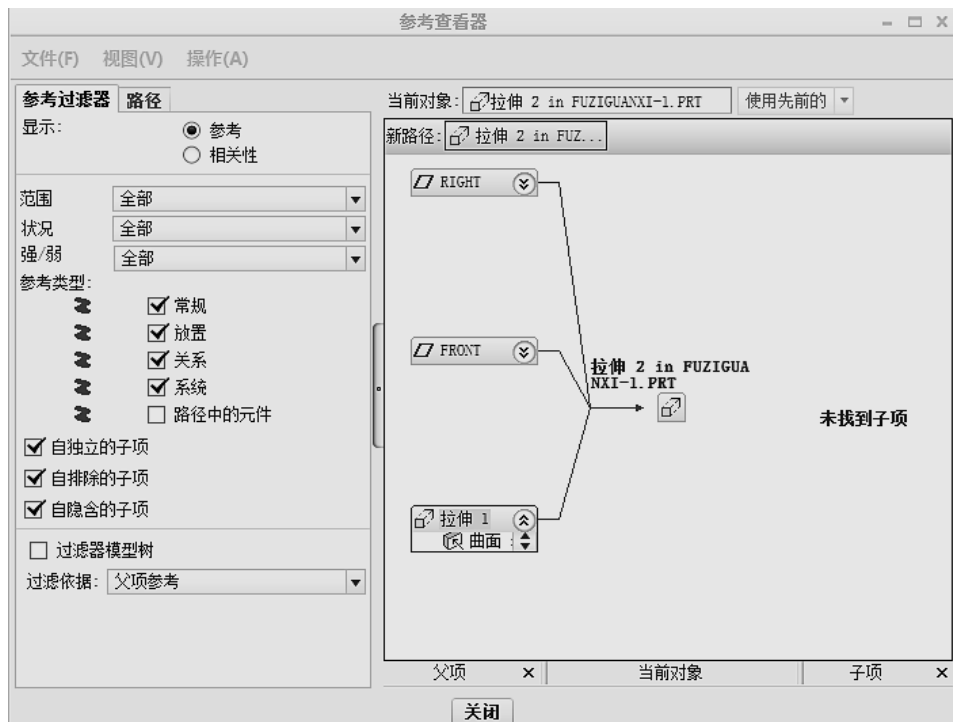 参考查看器
文件(F) 视图(V) 操作(A)
参考过滤器 路径
显示:
参考
相关性
范围 全部
状况 全部
强/弱 全部
参考类型:
常规
放置
关系
系统
路径中的元件
自独立的子项
自排除的子项
自隐含的子项
过滤器模型树
过滤依据: 父项参考
当前对象: 拉伸 2 in FUZIGUANXI-1.PRT 使用先前的
新路径: 拉伸 2 in FUZ...
RIGHT
FRONT
拉伸 2 in FUZIGUA
NXI-1.PRT
未找到子项
拉伸 1
曲面
父项 当前对象 子项
关闭